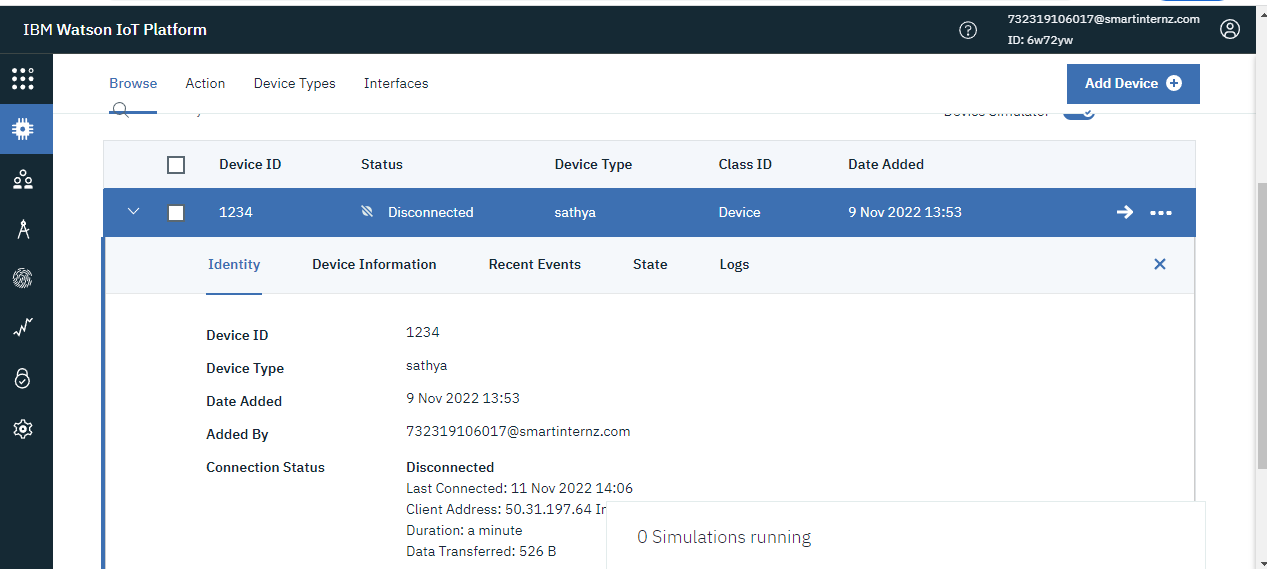 IBM Watson IoT Platform
732319106017@smartinternz.com
ID: 6w72yw
Browse Action Device Types Interfaces
Add Device
Device Simulator
Device ID Status Device Type Class ID Date Added
1234 Disconnected sathya Device 9 Nov 2022 13:53
Identity Device Information Recent Events State Logs
Device ID 1234
Device Type sathya
Date Added 9 Nov 2022 13:53
Added By 732319106017@smartinternz.com
Connection Status Disconnected
Last Connected: 11 Nov 2022 14:06
Client Address: 50.31.197.64
Duration: a minute
Data Transferred: 526 B
0 Simulations running